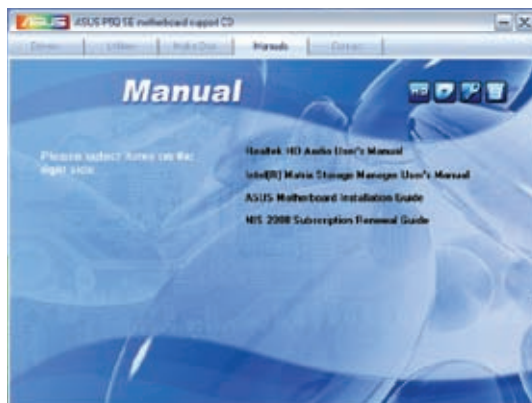 ASUS
ASUS P5Q SE motherboard support CD
Drivers Utilities Make Disk Manuals Contact
Manual
Please select items on the
right side.
Realtek HD Audio User's Manual
Intel(R) Matrix Storage Manager User's Manual
ASUS Motherboard Installation Guide
NIS 2008 Subscription Renewal Guide